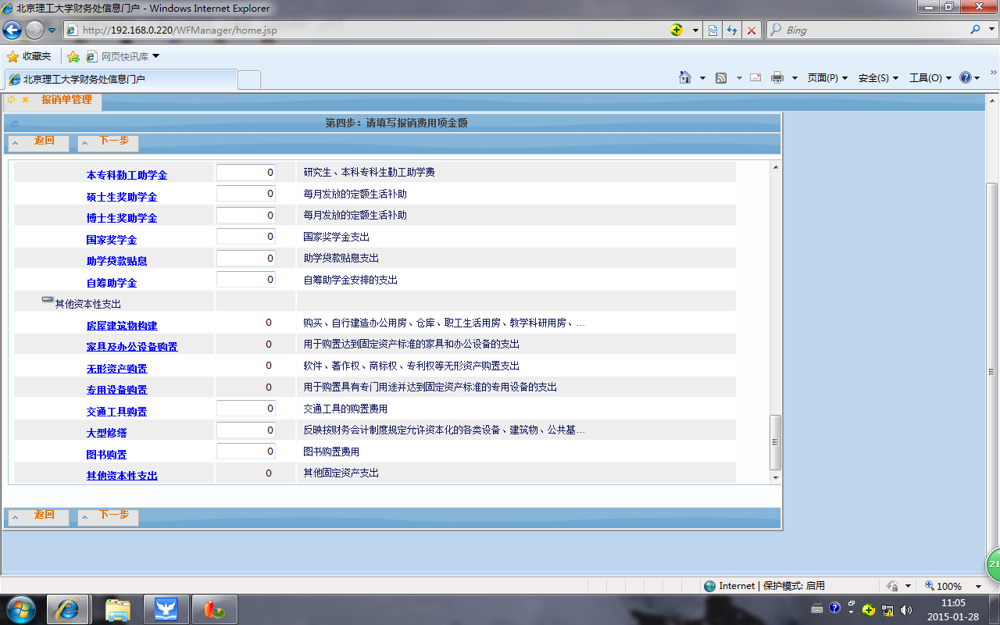 北京理工大学财务处信息门户 - Windows Internet Explorer
http://192.168.0.220/WFManager/home.jsp
Bing
收藏夹
网页快讯库
北京理工大学财务处信息门户
页面(P)
安全(S)
工具(O)
报销单管理
第四步：请填写报销费用项金额
返回
下一步
本专科勤工助学金 0 研究生、本科专科生勤工助学费
硕士生奖助学金 0 每月发放的定额生活补助
博士生奖助学金 0 每月发放的定额生活补助
国家奖学金 0 国家奖学金支出
助学贷款贴息 0 助学贷款贴息支出
自筹助学金 0 自筹助学金安排的支出
其他资本性支出
房屋建筑物构建 0 购买、自行建造办公用房、仓库、职工生活用房、教学科研用房、...
家具及办公设备购置 0 用于购置达到固定资产标准的家具和办公设备的支出
无形资产购置 0 软件、著作权、商标权、专利权等无形资产购置支出
专用设备购置 0 用于购置具有专门用途并达到固定资产标准的专用设备的支出
交通工具购置 0 交通工具的购置费用
大型修缮 0 反映按财务会计制度规定允许资本化的各类设备、建筑物、公共基...
图书购置 0 图书购置费用
其他资本性支出 0 其他固定资产支出
返回
下一步
21
Internet | 保护模式: 启用
100%
11:05
2015-01-28